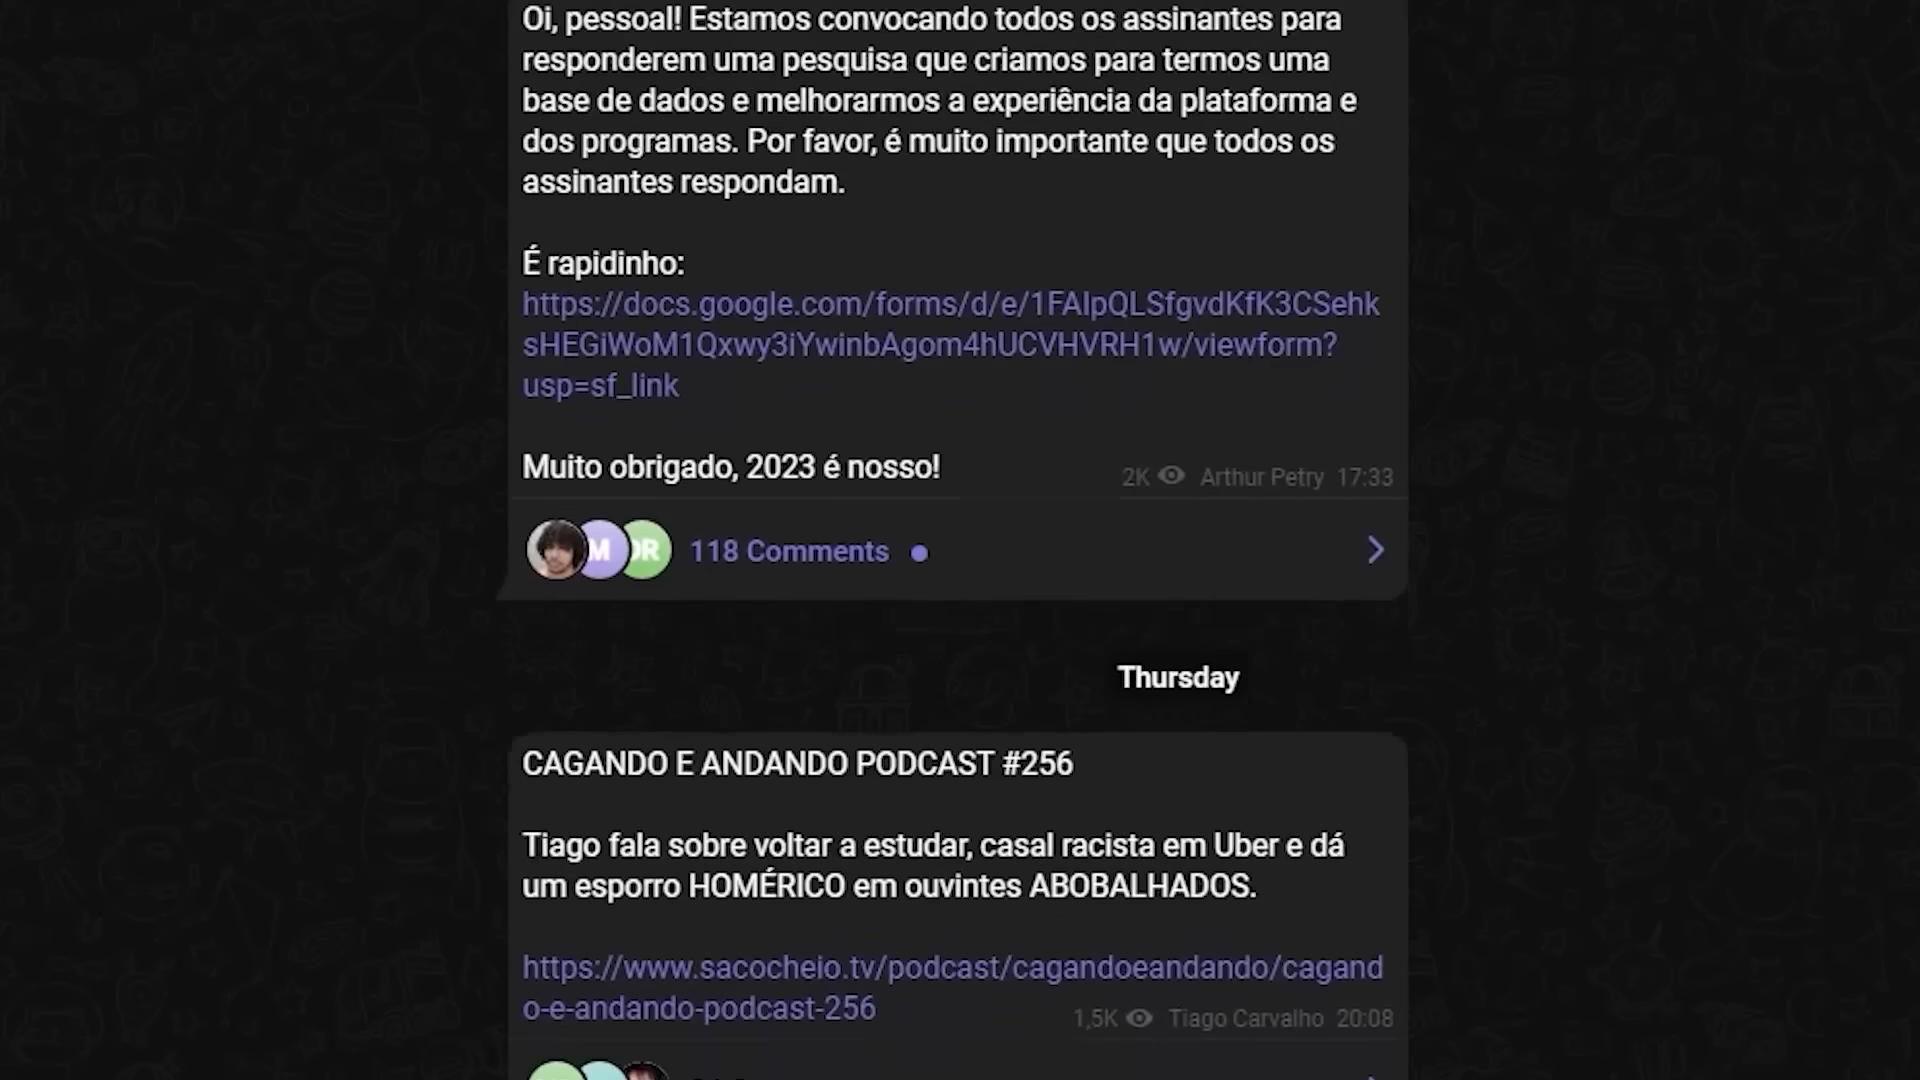 Oi, pessoal! Estamos convocando todos os assinantes para
responderem uma pesquisa que criamos para termos uma
base de dados e melhorarmos a experiência da plataforma e
dos programas. Por favor, é muito importante que todos os
assinantes respondam.
É rapidinho:
https://docs.google.com/forms/d/e/1FAIpQLSfgvdKfK3CSehk
sHEGiWoM1Qxwy3iYwinbAgom4hUCVHVRH1w/viewform?
usp=sf_link
Muito obrigado, 2023 é nosso!
2K Arthur Petry 17:33
M DR
118 Comments
Thursday
CAGANDO E ANDANDO PODCAST #256
Tiago fala sobre voltar a estudar, casal racista em Uber e dá
um esporro HOMÉRICO em ouvintes ABOBALHADOS.
https://www.sacocheio.tv/podcast/cagandoeandando/cagand
o-e-andando-podcast-256
1,5K Tiago Carvalho 20:08